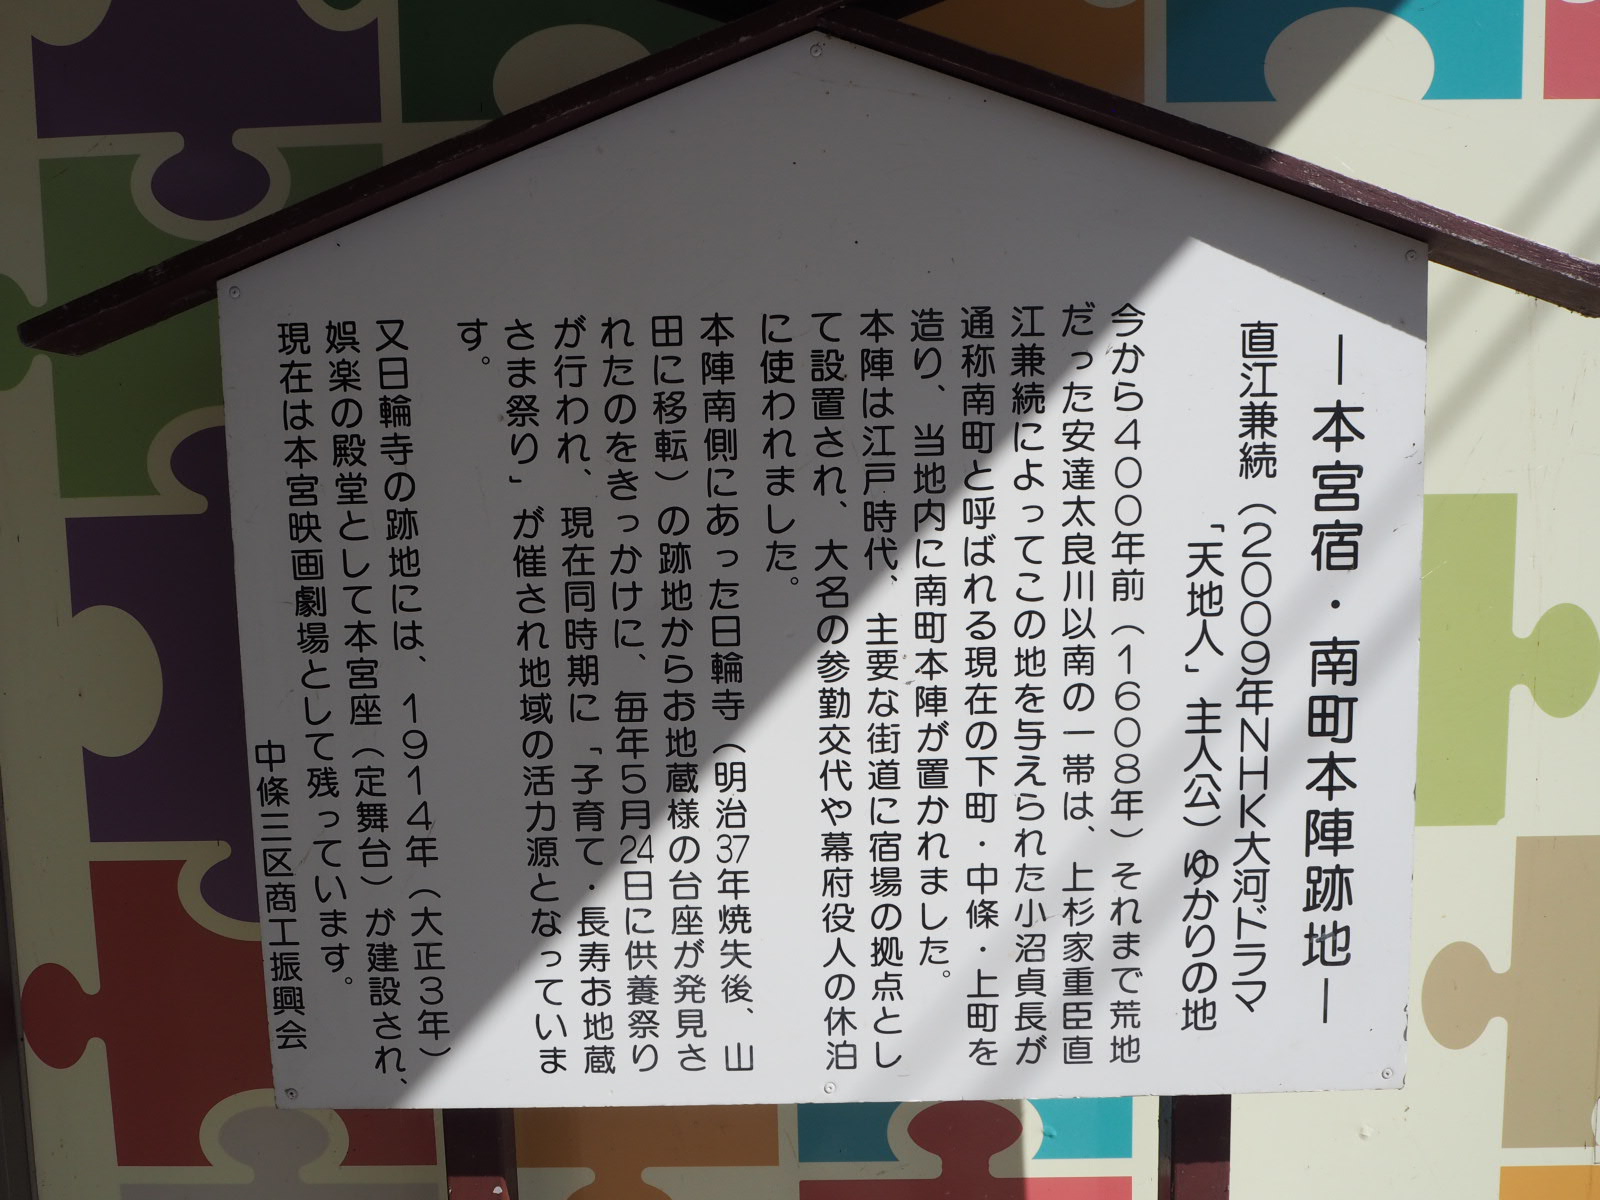 ―本宮宿・南町本陣跡地―
直江兼続（2009年NHK大河ドラマ
「天地人」主人公）ゆかりの地
今から400年前（1608年）それまで荒地
だった安達太良川以南の一帯は、上杉家重臣直
江兼続によってこの地を与えられた小沼貞長が
通称南町と呼ばれる現在の下町・中條・上町を
造り、当地内に南町本陣が置かれました。
本陣は江戸時代、主要な街道に宿場の拠点とし
て設置され、大名の参勤交代や幕府役人の休泊
に使われました。
本陣南側にあった日輪寺（明治37年焼失後、山
田に移転）の跡地からお地蔵様の台座が発見さ
れたのをきっかけに、毎年5月24日に供養祭り
が行われ、現在同時期に「子育て・長寿お地蔵
さま祭り」が催され地域の活力源となっていま
す。
又日輪寺の跡地には、1914年（大正3年）
娯楽の殿堂として本宮座（定舞台）が建設され、
現在は本宮映画劇場として残っています。
中條三区商工振興会